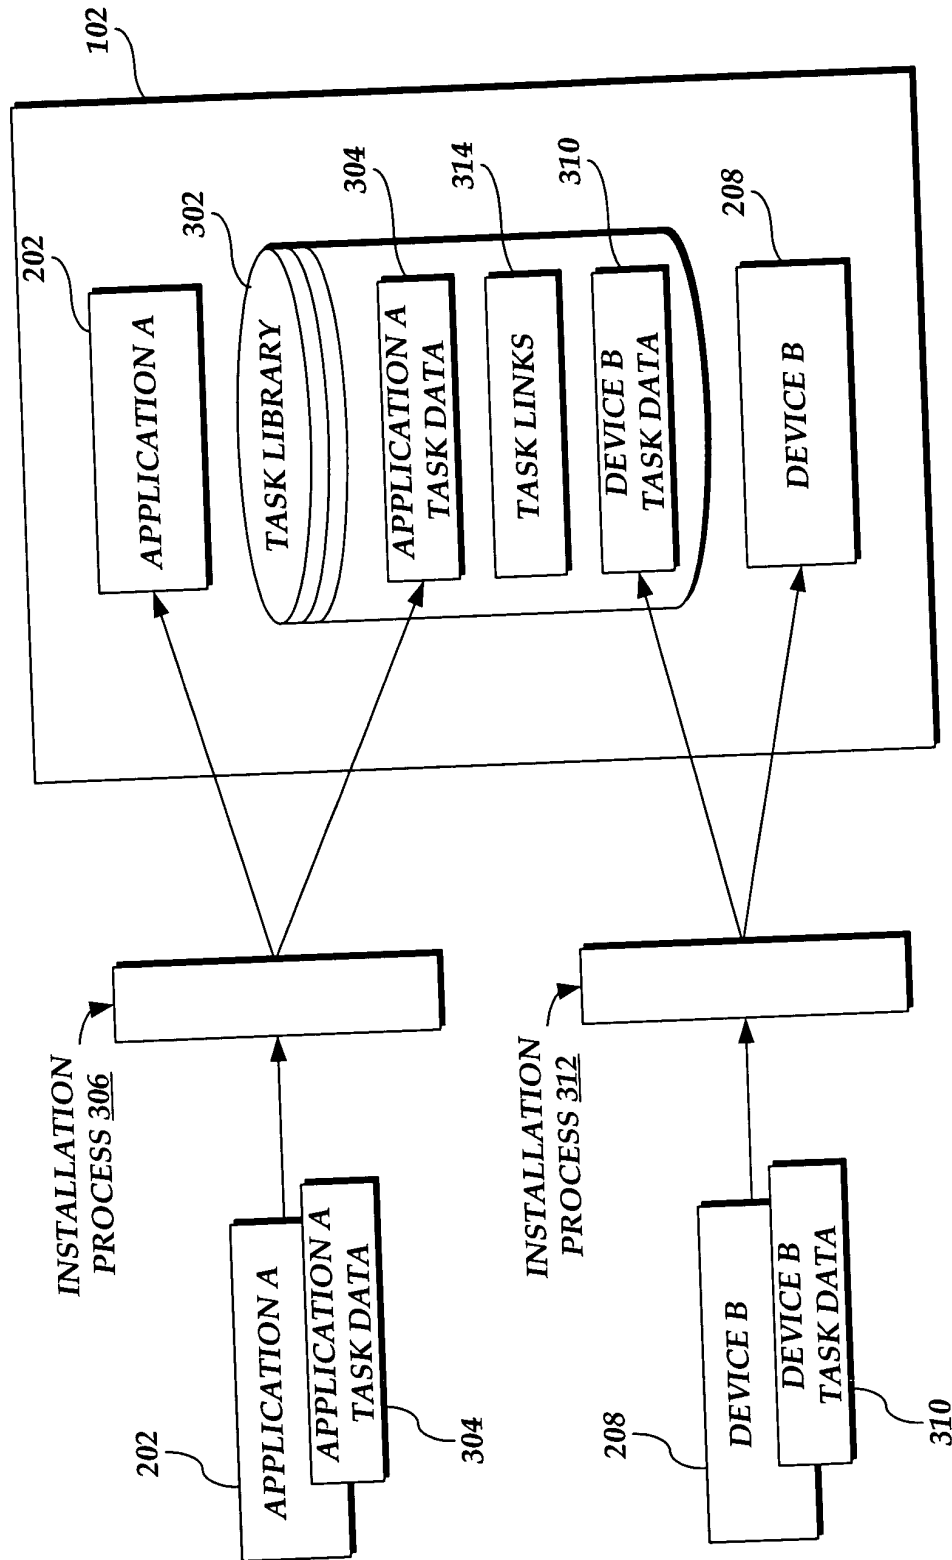 INSTALLATION
PROCESS 306
202
APPLICATION A
APPLICATION A
TASK DATA
304
INSTALLATION
PROCESS 312
208
DEVICE B
DEVICE B
TASK DATA
310
102
202
APPLICATION A
302
TASK LIBRARY
304
APPLICATION A
TASK DATA
314
TASK LINKS
310
DEVICE B
TASK DATA
208
DEVICE B